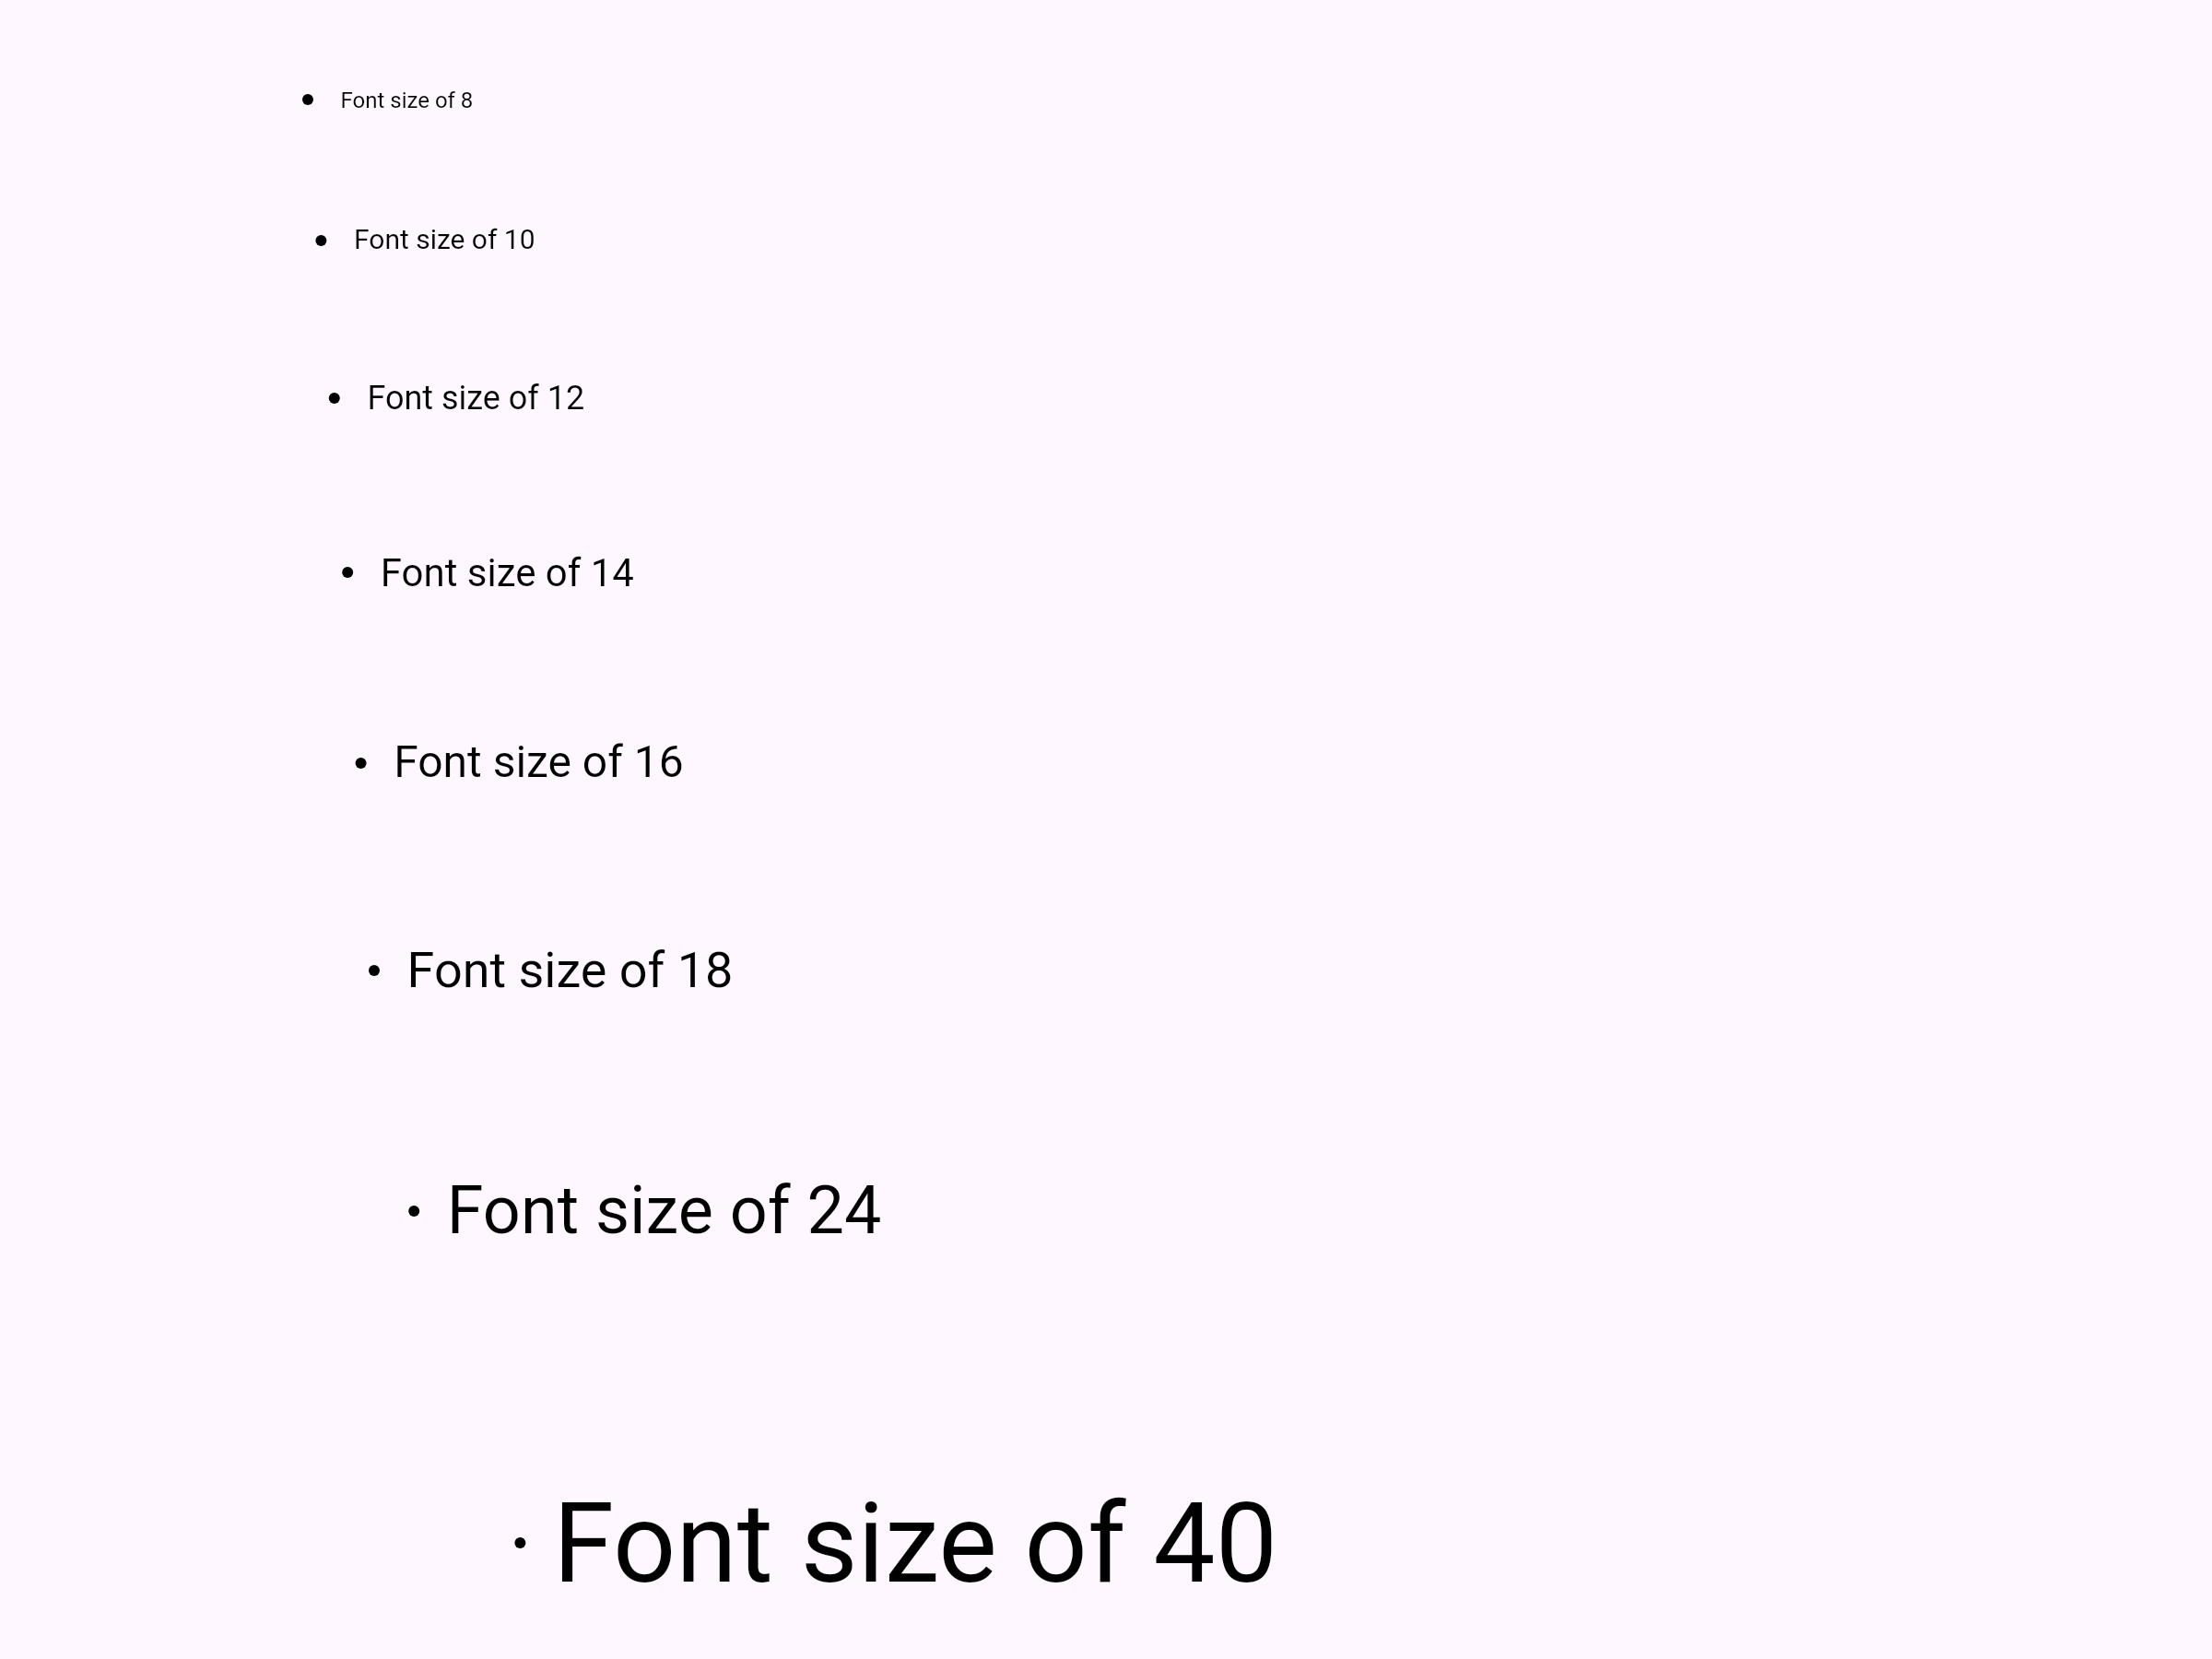 • Font size of 8
• Font size of 10
• Font size of 12
• Font size of 14
• Font size of 16
• Font size of 18
• Font size of 24
• Font size of 40